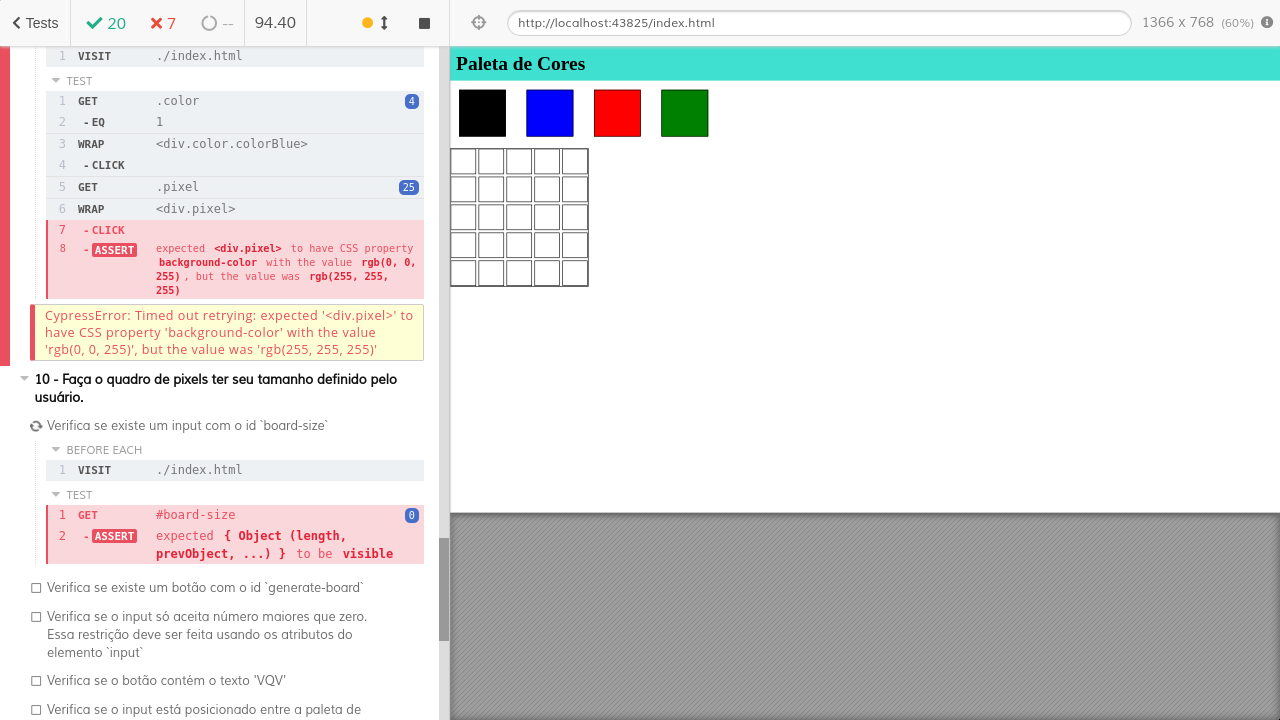 Tests 20 7 -- 94.40
http://localhost:43825/index.html 1366 x 768 (60%)
1 VISIT ./index.html
TEST
1 GET .color 4
2 - EQ 1
3 WRAP <div.color.colorBlue>
4 - CLICK
5 GET .pixel 25
6 WRAP <div.pixel>
7 - CLICK
8 - ASSERT expected <div.pixel> to have CSS property
background-color with the value rgb(0, 0,
255) , but the value was rgb(255, 255,
255)
CypressError: Timed out retrying: expected '<div.pixel>' to
have CSS property 'background-color' with the value
'rgb(0, 0, 255)', but the value was 'rgb(255, 255, 255)'
10 - Faça o quadro de pixels ter seu tamanho definido pelo
usuário.
Verifica se existe um input com o id `board-size`
BEFORE EACH
1 VISIT ./index.html
TEST
1 GET #board-size 0
2 - ASSERT expected { Object (length,
prevObject, ...) } to be visible
Verifica se existe um botão com o id `generate-board`
Verifica se o input só aceita número maiores que zero.
Essa restrição deve ser feita usando os atributos do
elemento `input`
Verifica se o botão contém o texto 'VQV'
Verifica se o input está posicionado entre a paleta de
Paleta de Cores